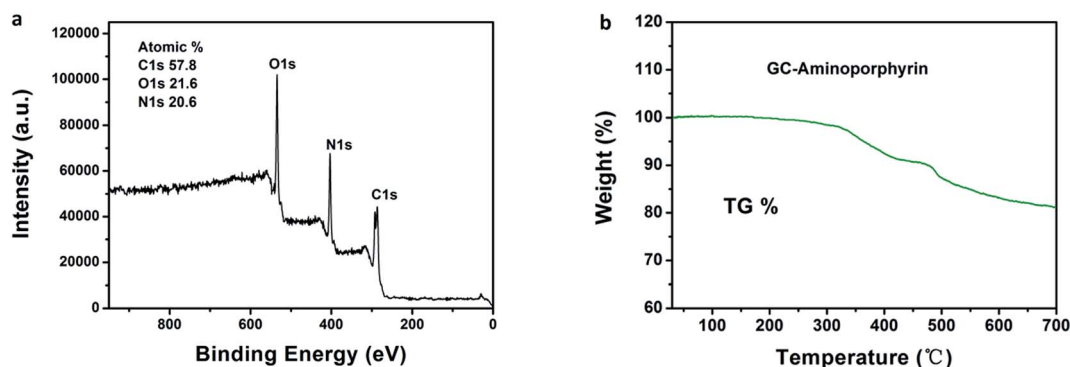 a
Atomic %
C1s 57.8
O1s 21.6
N1s 20.6
O1s
N1s
C1s
120000
100000
80000
60000
40000
20000
0
Intensity (a.u.)
800
600
400
200
0
Binding Energy (eV)
b
GC-Aminoporphyrin
TG %
120
110
100
90
80
70
60
Weight (%)
100
200
300
400
500
600
700
Temperature (℃)